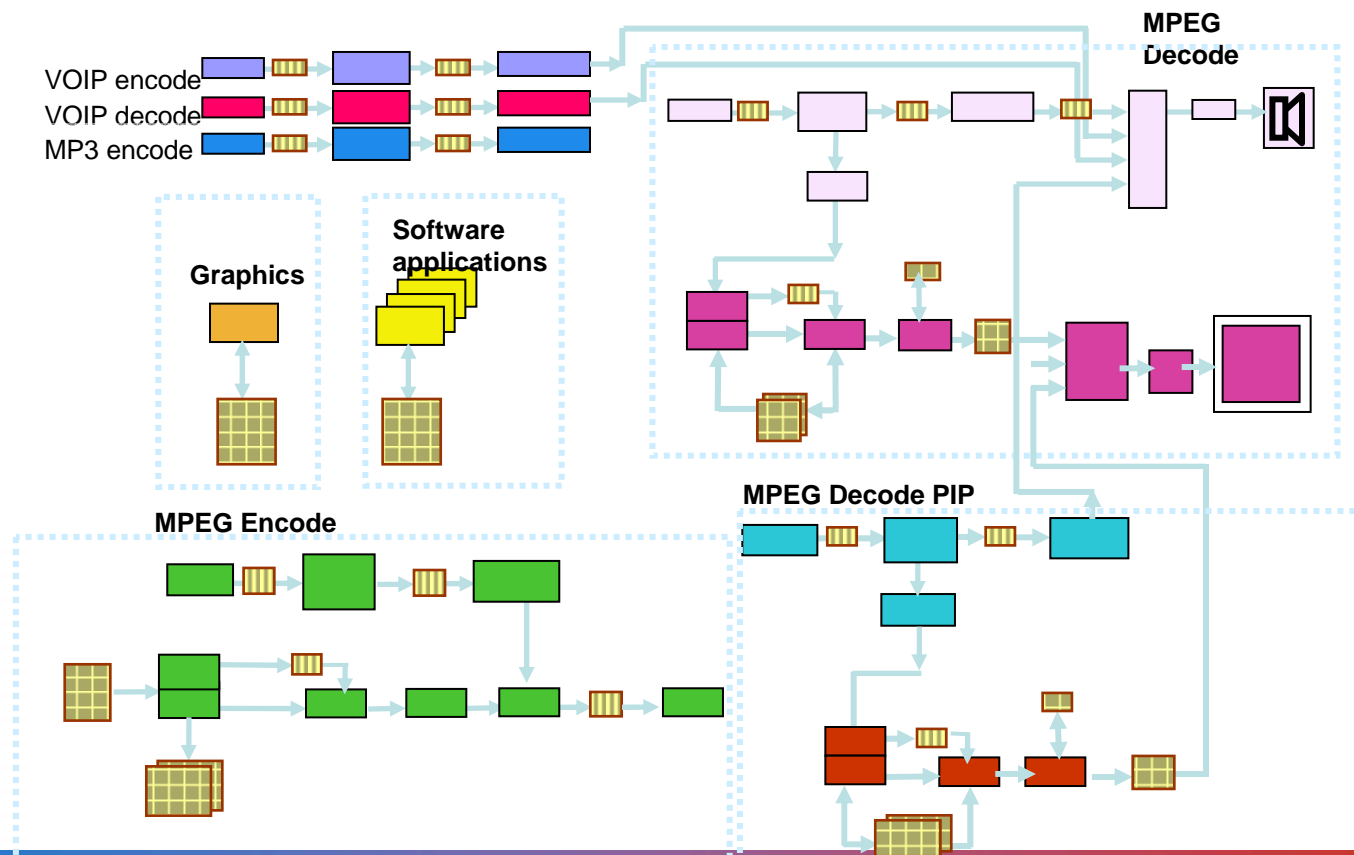 MPEG
Decode
VOIP encode
VOIP decode
MP3 encode
Software
applications
Graphics
MPEG Decode PIP
MPEG Encode